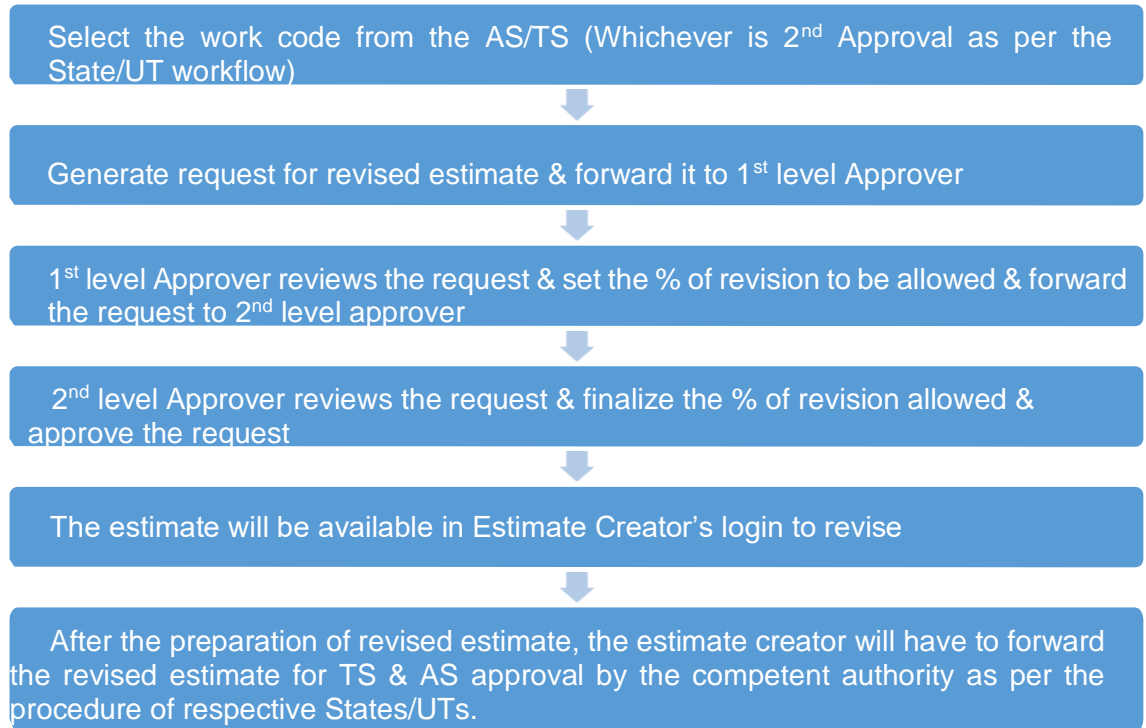 Select the work code from the AS/TS (Whichever is 2nd Approval as per the
State/UT workflow)
Generate request for revised estimate & forward it to 1st level Approver
1st level Approver reviews the request & set the % of revision to be allowed & forward
the request to 2nd level approver
2nd level Approver reviews the request & finalize the % of revision allowed &
approve the request
The estimate will be available in Estimate Creator's login to revise
After the preparation of revised estimate, the estimate creator will have to forward
the revised estimate for TS & AS approval by the competent authority as per the
procedure of respective States/UTs.